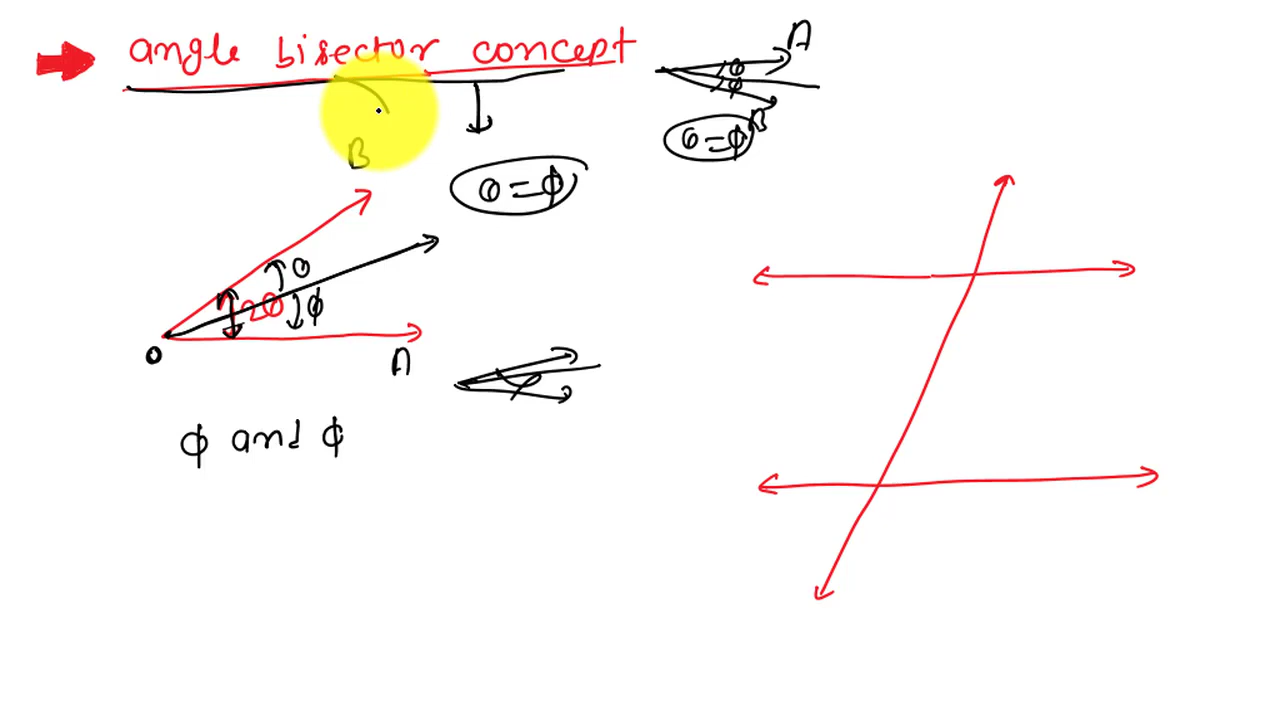 angle bisector concept
A
θ
φ
B
θ = φ
B
θ = φ
θ
2θ
φ
O
A
φ and φ